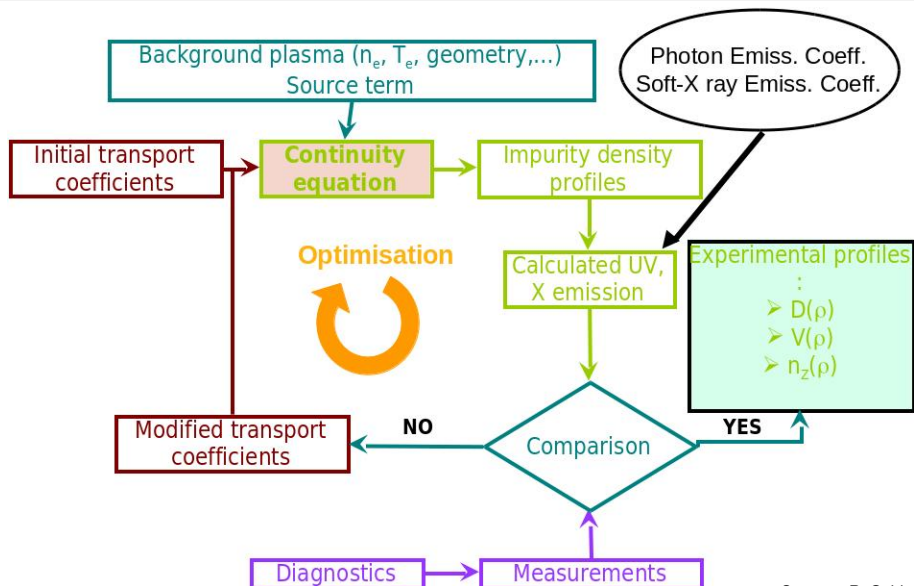 Background plasma (nₑ, Tₑ, geometry,...)
Source term
Photon Emiss. Coeff.
Soft-X ray Emiss. Coeff.
Initial transport
coefficients
Continuity
equation
Impurity density
profiles
Optimisation
Calculated UV,
X emission
Experimental profiles
:
➢ D(ρ)
➢ V(ρ)
➢ n_z(ρ)
Modified transport
coefficients
NO
Comparison
YES
Diagnostics
Measurements